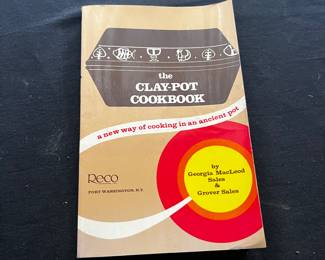 the
CLAY-POT
COOKBOOK
a new way of cooking in an ancient pot
by
Georgia MacLeod
Sales
&
Grover Sales
Reco
PORT WASHINGTON, N.Y.